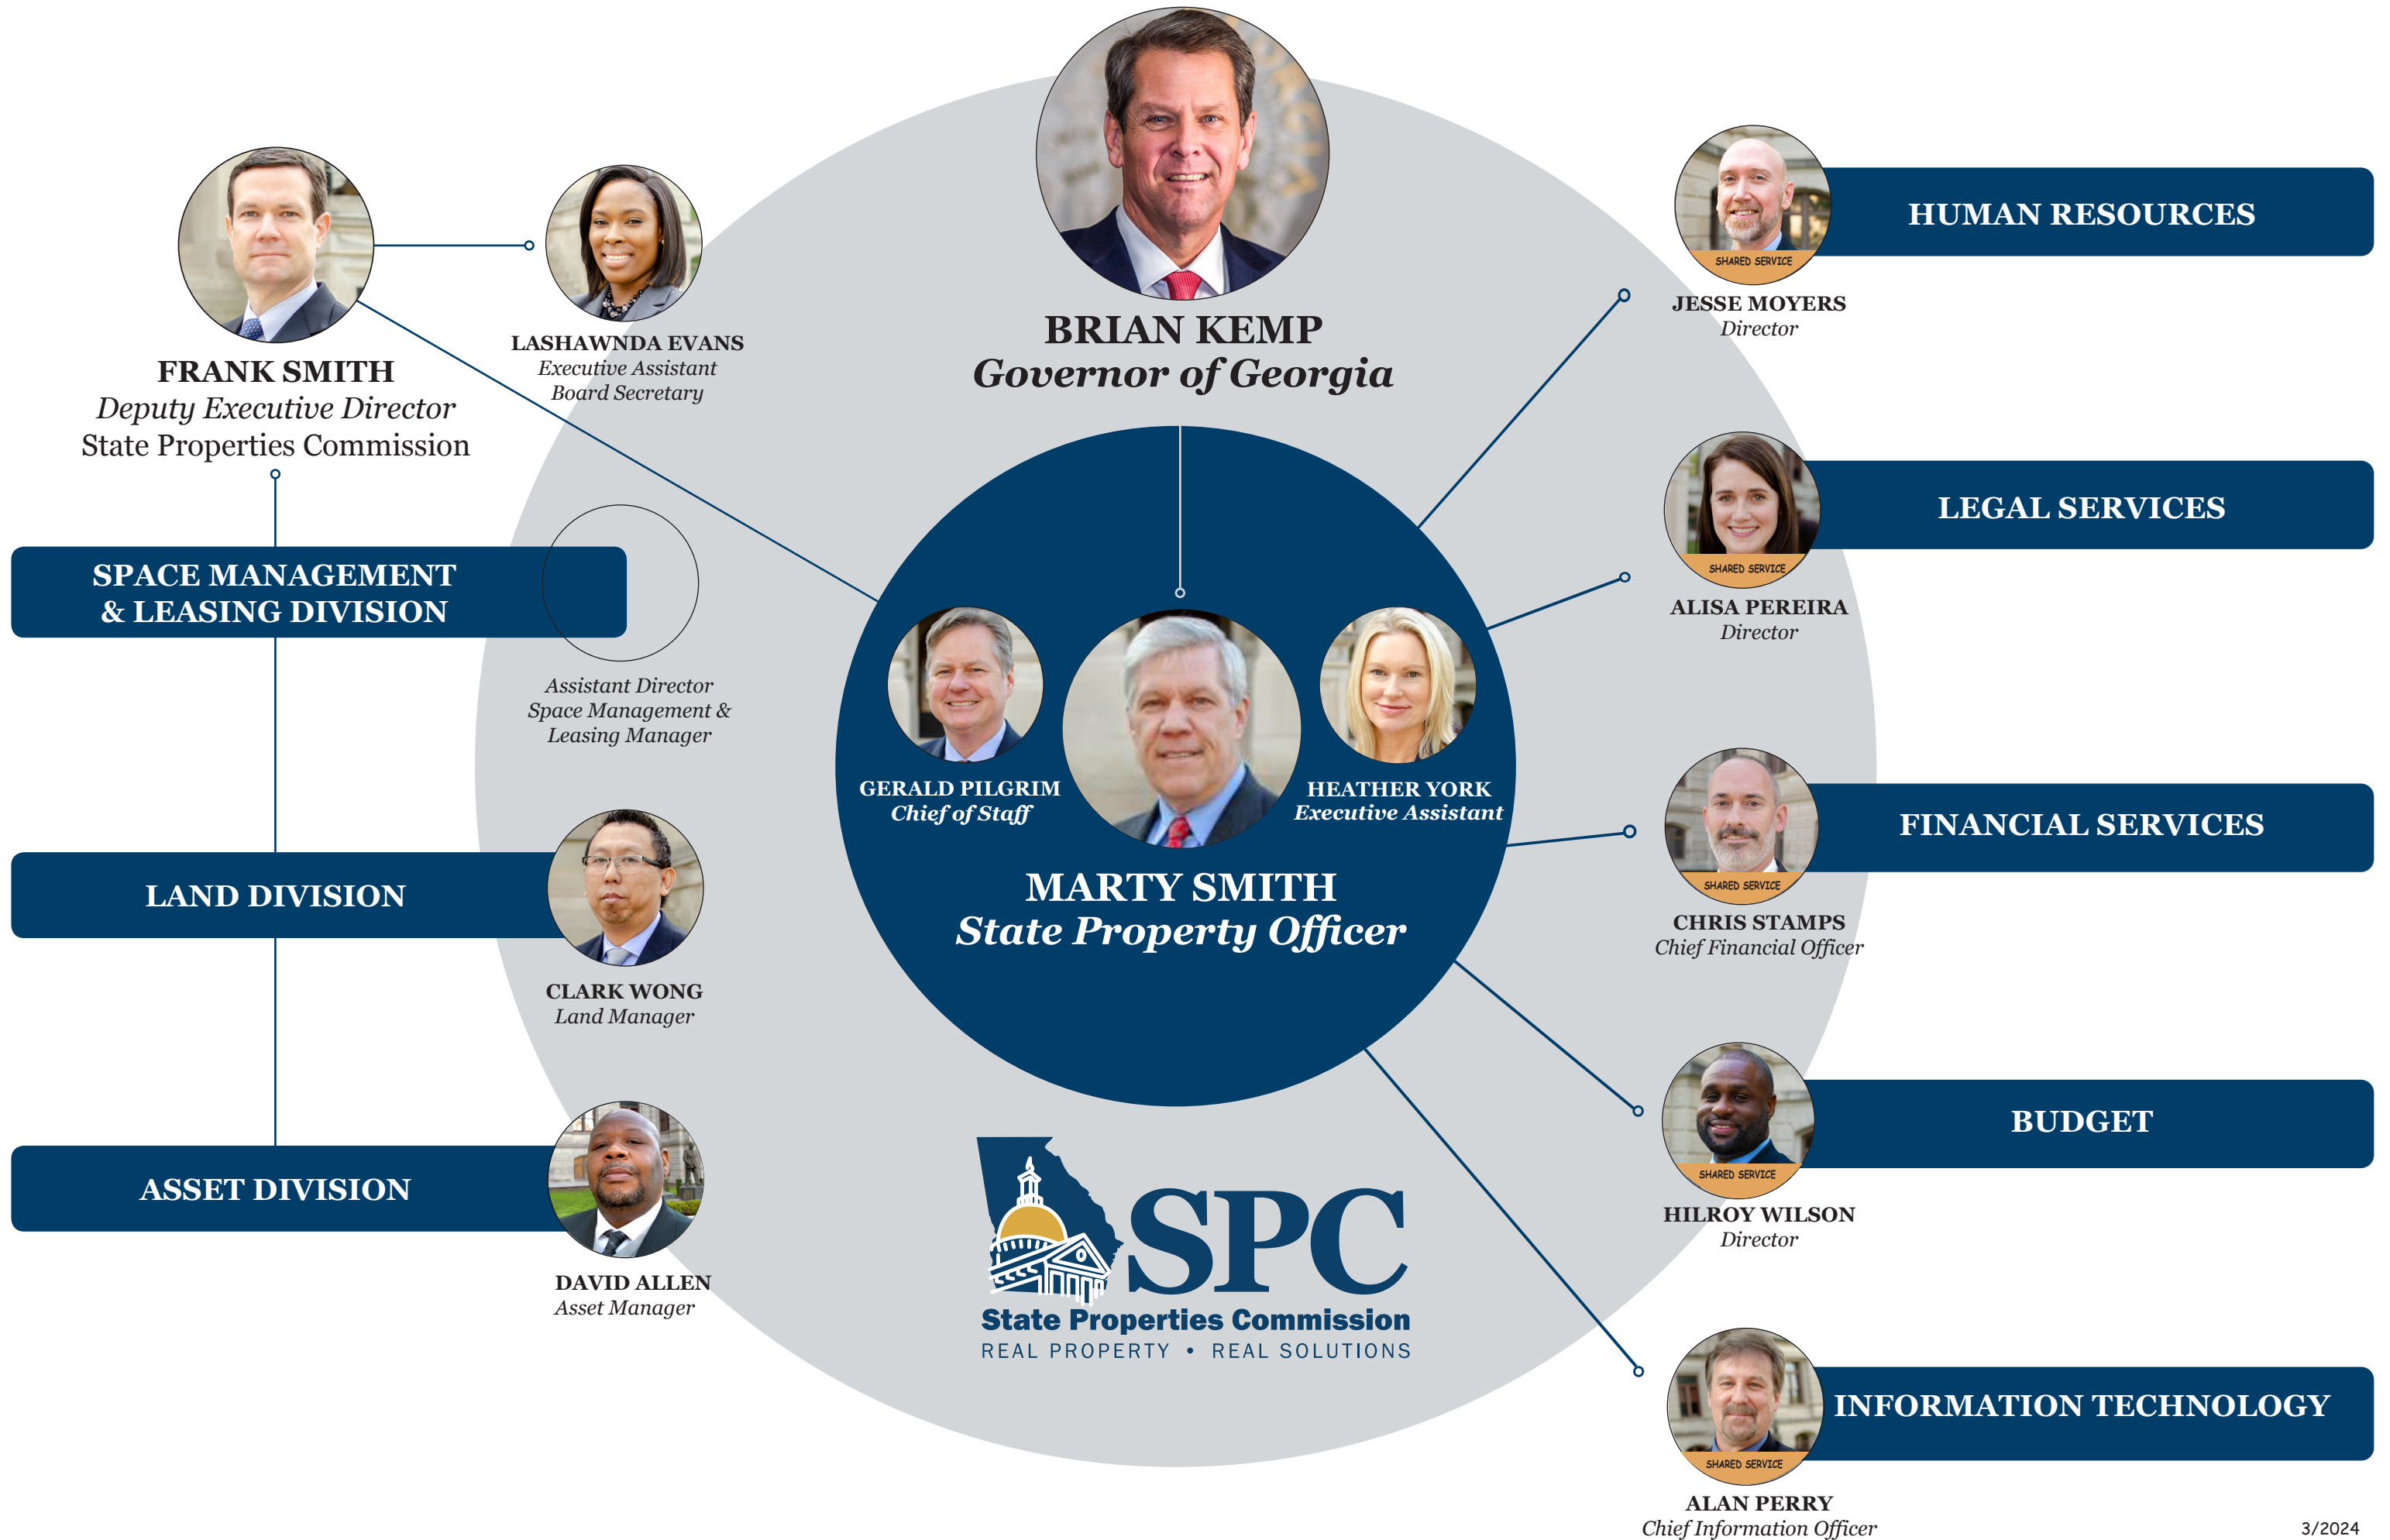 BRIAN KEMP
Governor of Georgia
FRANK SMITH
Deputy Executive Director
State Properties Commission
LASHAWNDA EVANS
Executive Assistant
Board Secretary
SPACE MANAGEMENT
& LEASING DIVISION
Assistant Director
Space Management &
Leasing Manager
LAND DIVISION
CLARK WONG
Land Manager
ASSET DIVISION
DAVID ALLEN
Asset Manager
GERALD PILGRIM
Chief of Staff
HEATHER YORK
Executive Assistant
MARTY SMITH
State Property Officer
SPC
State Properties Commission
REAL PROPERTY • REAL SOLUTIONS
HUMAN RESOURCES
SHARED SERVICE
JESSE MOYERS
Director
LEGAL SERVICES
SHARED SERVICE
ALISA PEREIRA
Director
FINANCIAL SERVICES
SHARED SERVICE
CHRIS STAMPS
Chief Financial Officer
BUDGET
SHARED SERVICE
HILROY WILSON
Director
INFORMATION TECHNOLOGY
SHARED SERVICE
ALAN PERRY
Chief Information Officer
3/2024